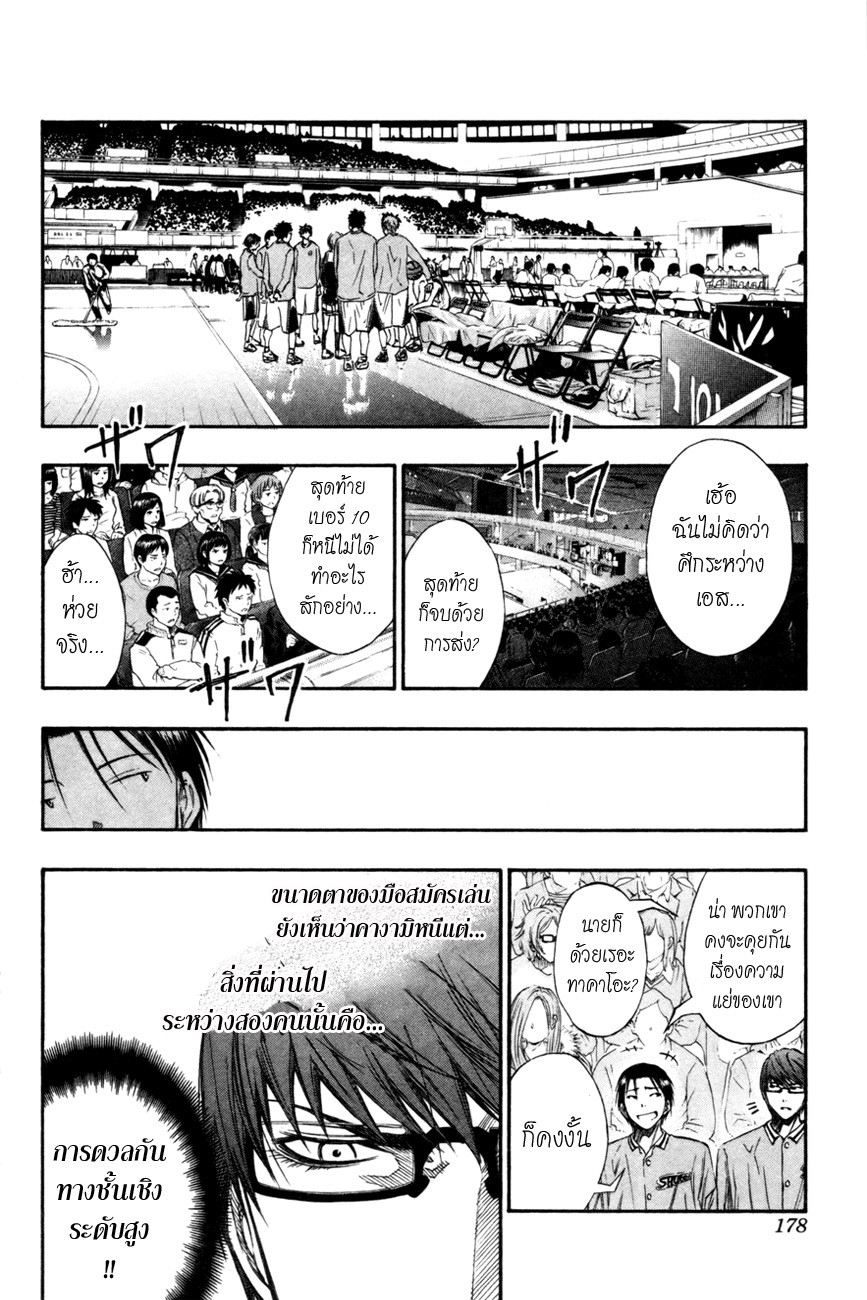 ザワ
เฮ้อ
ฉันไม่คิดว่า
ศึกระหว่าง
เอส...
สุดท้าย
ก็จบด้วย
การส่ง?
สุดท้าย
เบอร์ 10
ก็หนีไม่ได้
ทำอะไร
สักอย่าง...
ฮ้า...
ห่วย
จริง...
ザワ
น่า พวกเขา
คงจะคุยกัน
เรื่องความ
แย่ของเขา
นายก็
ด้วยเรอะ
ทาคาโอะ?
ก็คงงั้น
ขนาดตาของมือสมัครเล่น
ยังเห็นว่าคางามิหนีแต่...
สิ่งที่ผ่านไป
ระหว่างสองคนนั้นคือ...
การดวลกัน
ทางชั้นเชิง
ระดับสูง
!!
178